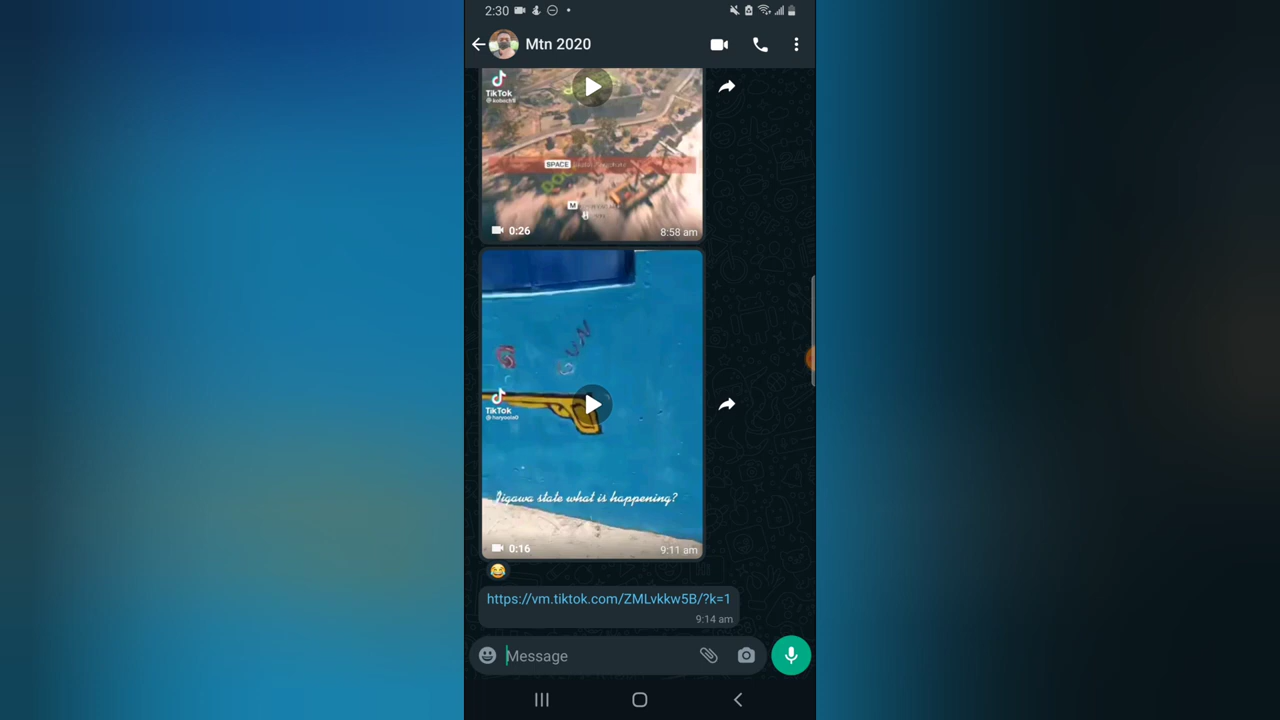 2:30
Mtn 2020
TikTok
SPACE
M
0:26
8:58 am
G
UN
TikTok
Jigawa state what is happening?
0:16
9:11 am
https://vm.tiktok.com/ZMLvkkw5B/?k=1
9:14 am
Message